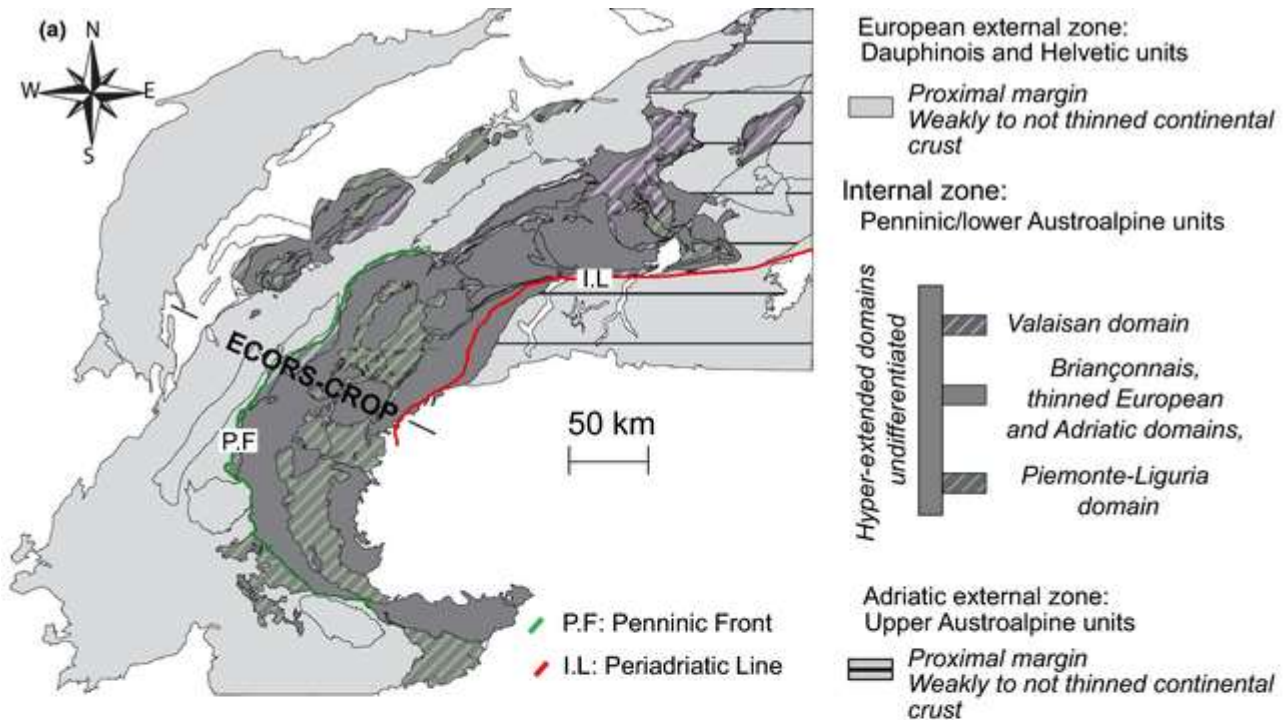 (a)
N
W
E
S
I.L
ECORS-CROP
P.F
50 km
P.F: Penninic Front
I.L: Periadriatic Line
European external zone:
Dauphinois and Helvetic units
Proximal margin
Weakly to not thinned continental
crust
Internal zone:
Penninic/lower Austroalpine units
Hyper-extended domains
undifferentiated
Valaisan domain
Briançonnais,
thinned European
and Adriatic domains,
Piemonte-Liguria
domain
Adriatic external zone:
Upper Austroalpine units
Proximal margin
Weakly to not thinned continental
crust